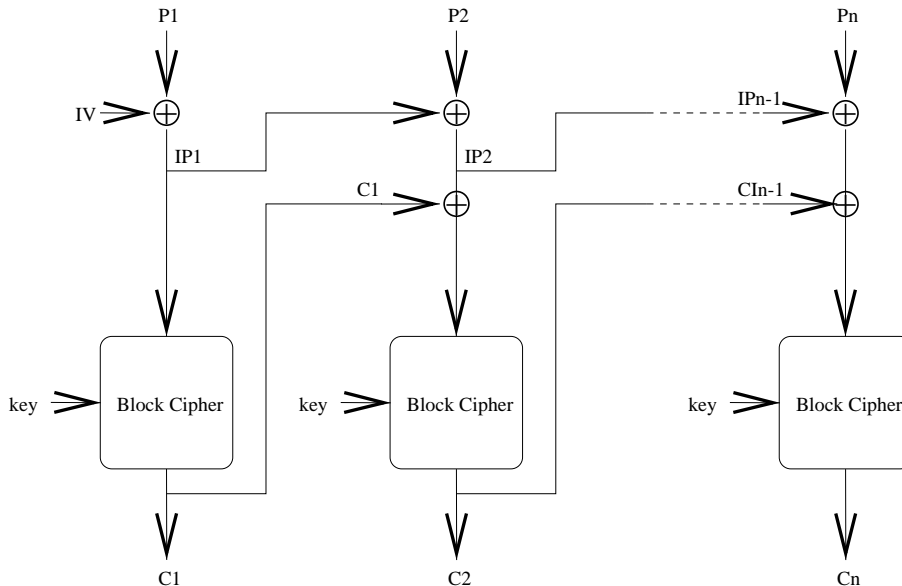 P1
P2
Pn
IV
IPn-1
IP1
IP2
C1
CIn-1
key
Block Cipher
key
Block Cipher
key
Block Cipher
C1
C2
Cn